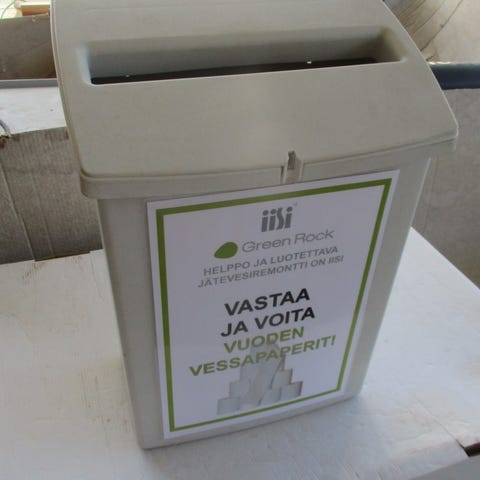 iisi
Green Rock
HELPPO JA LUOTETTAVA
JÄTEVESIREMONTTI ON IISI
VASTAA
JA VOITA
VUODEN
VESSAPAPERIT!